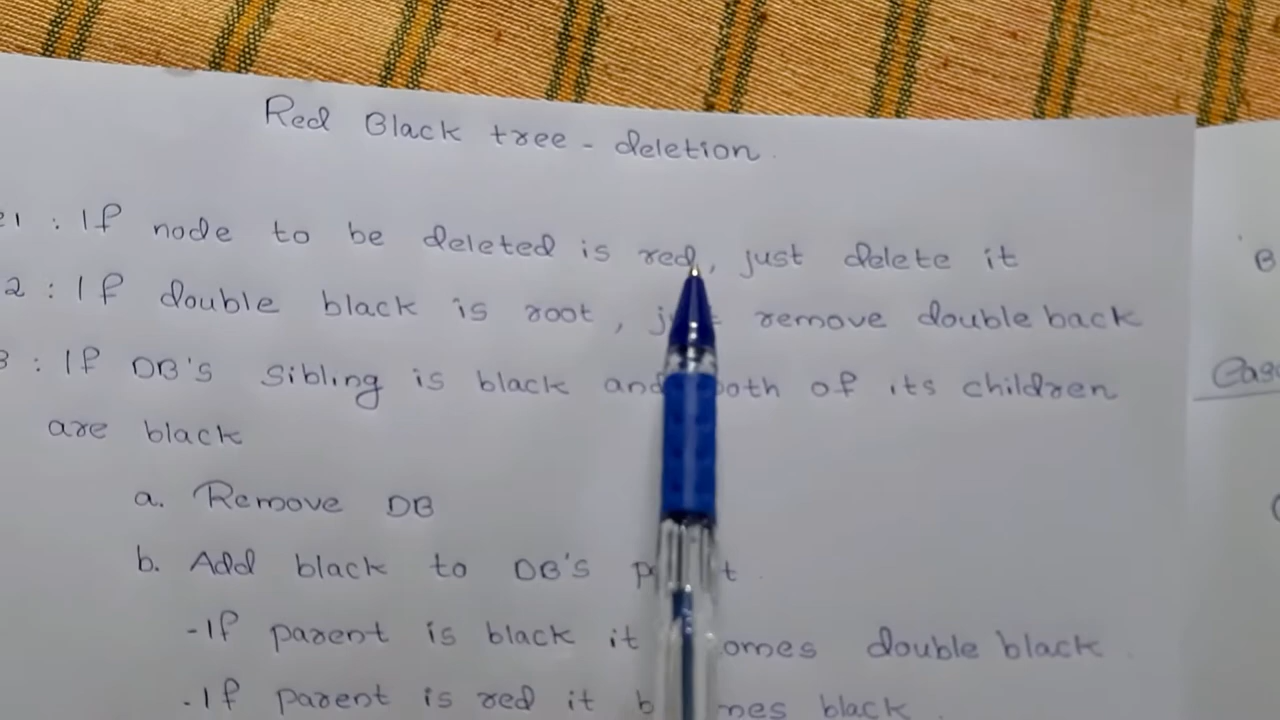 Red Black tree - deletion.
e1 : If node to be deleted is red, just delete it
2 : If double black is root, remove double back
3 : If DB's sibling is black and both of its children
are black
a. Remove DB
b. Add black to DB's
-If parent is black it double black.
-If parent is red it black.
B
Case